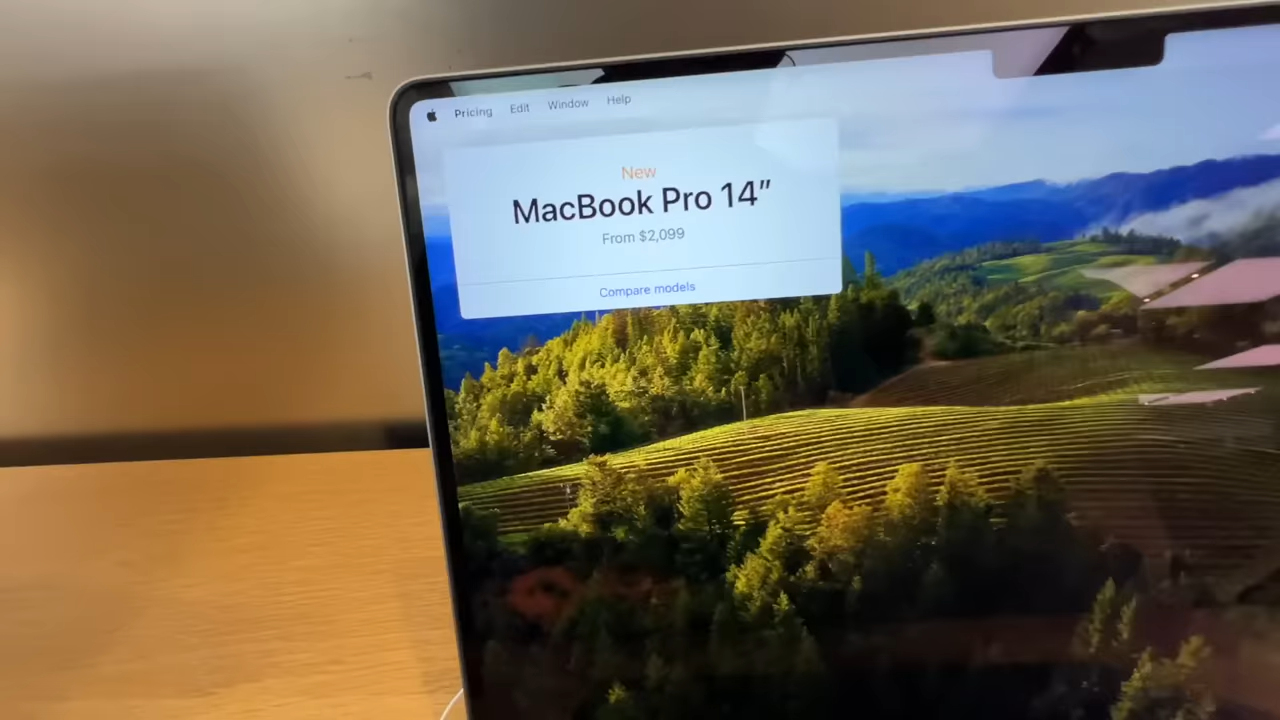 Pricing Edit Window Help
New
MacBook Pro 14”
From $2,099
Compare models